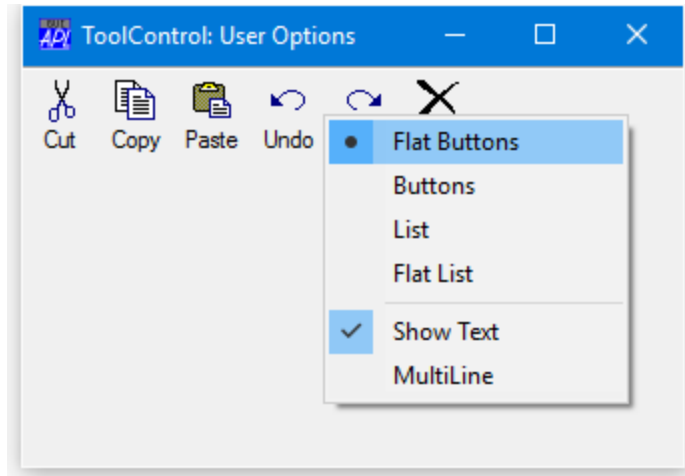 ToolControl: User Options
Cut Copy Paste Undo
Flat Buttons
Buttons
List
Flat List
Show Text
MultiLine